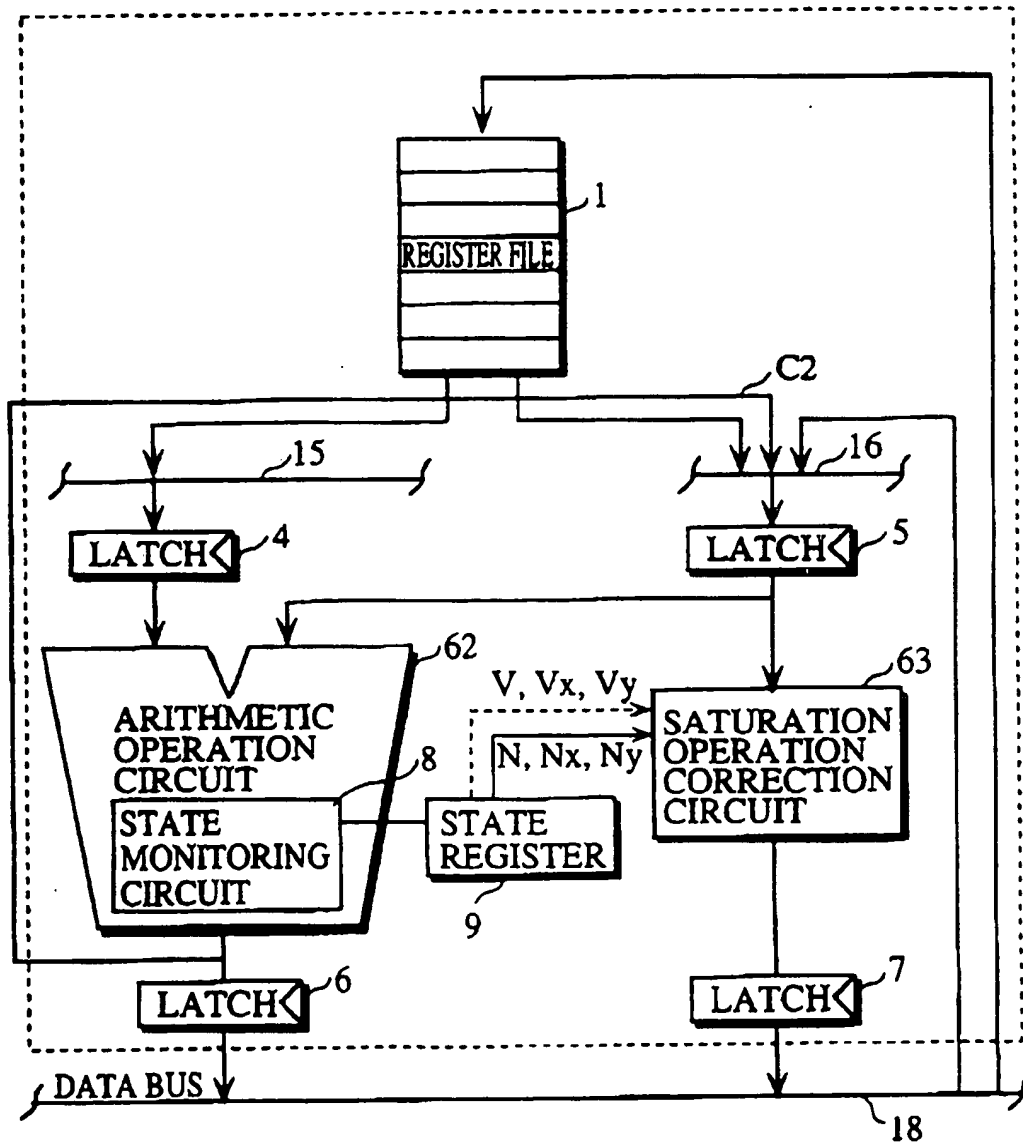 1
REGISTER FILE
C2
15
16
LATCH
4
LATCH
5
62
63
V, Vx, Vy
N, Nx, Ny
ARITHMETIC
OPERATION
CIRCUIT
8
STATE
MONITORING
CIRCUIT
STATE
REGISTER
9
SATURATION
OPERATION
CORRECTION
CIRCUIT
LATCH
6
LATCH
7
DATA BUS
18